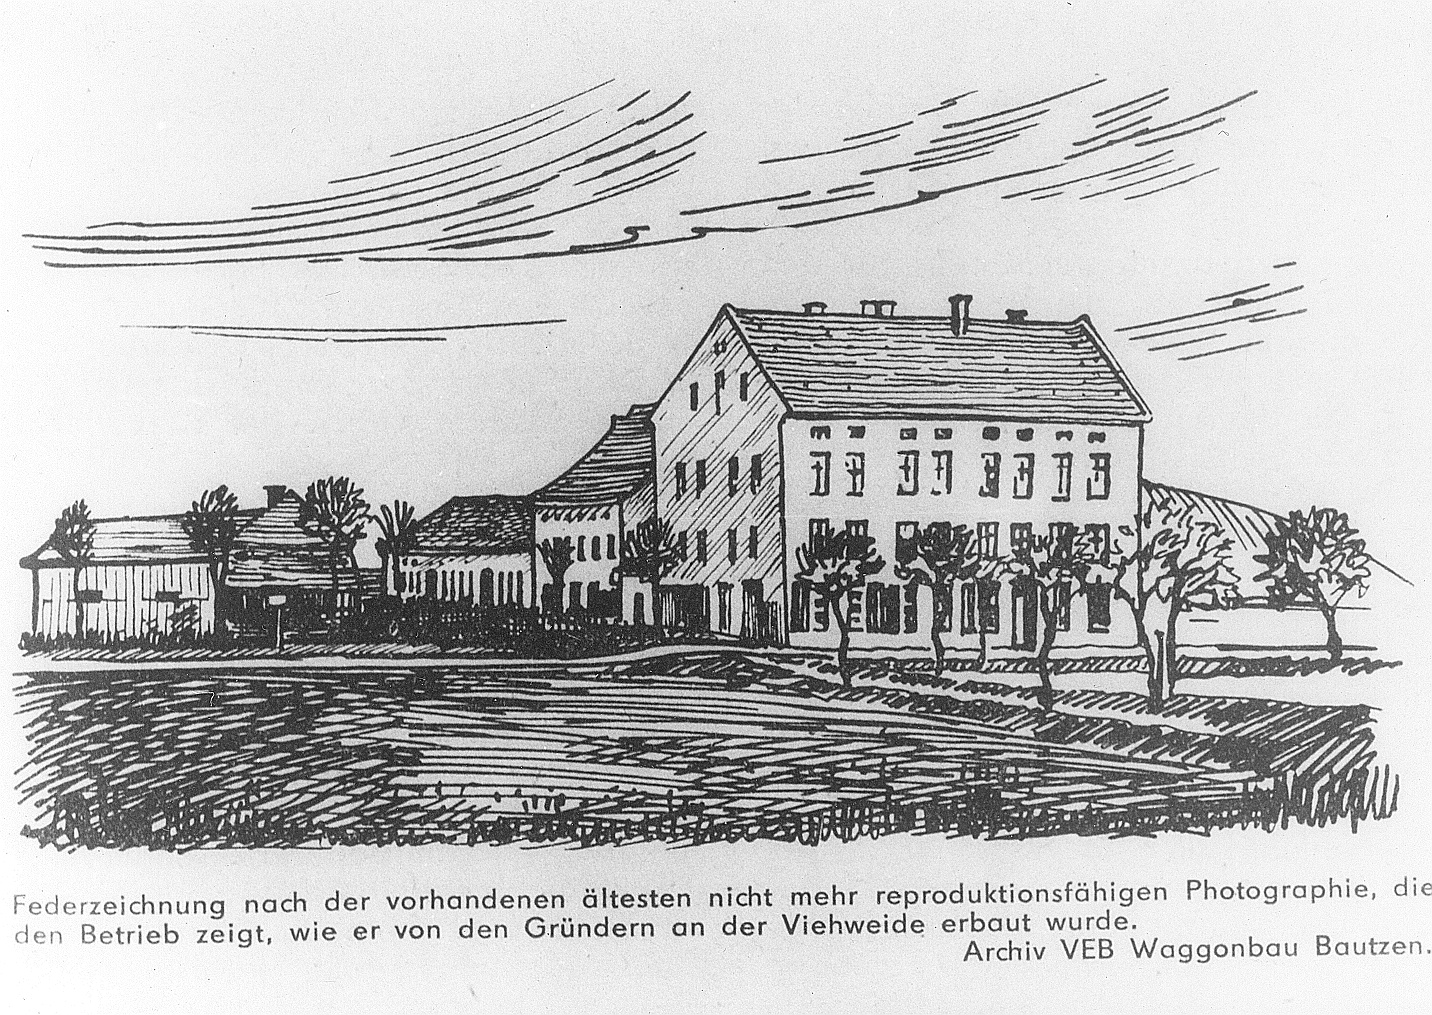 Federzeichnung nach der vorhandenen ältesten nicht mehr reproduktionsfähigen Photographie, die
den Betrieb zeigt, wie er von den Gründern an der Viehweide erbaut wurde.
Archiv VEB Waggonbau Bautzen.